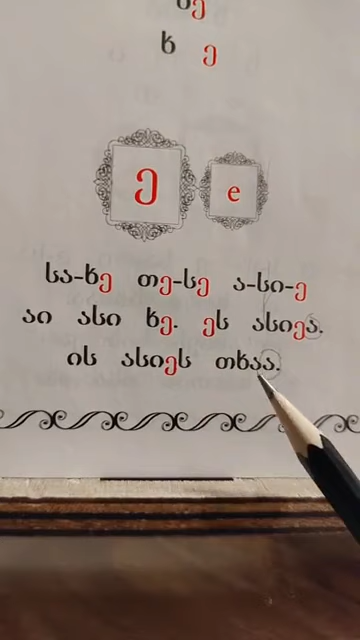 ხ ე
ე e
სა-ხე თე-სე ა-სი-ე
აი ასი ხე. ეს ასიეა.
ის ასიეს თხაა.